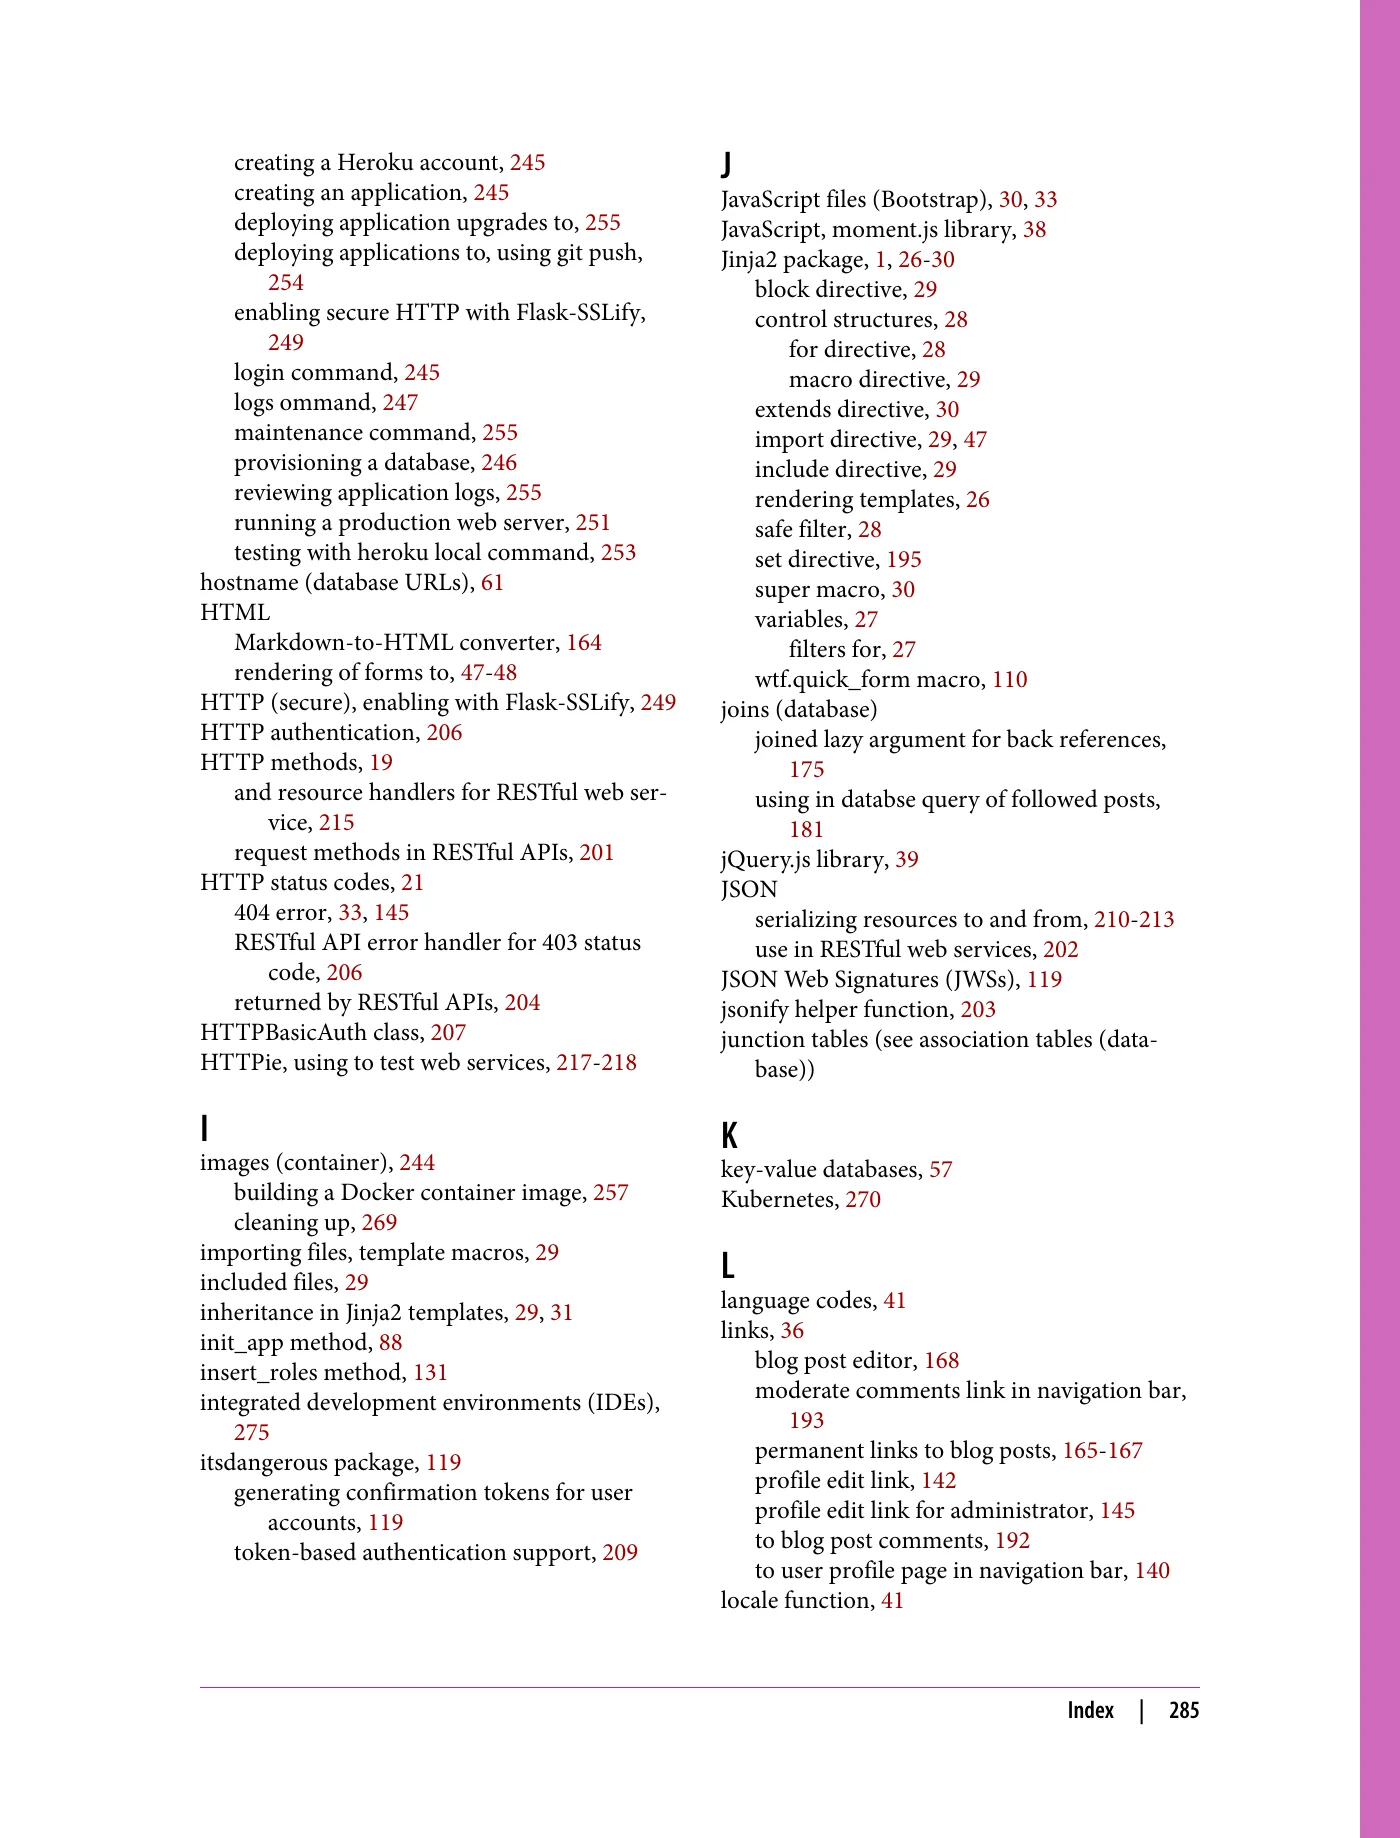 creating a Heroku account, 245
creating an application, 245
deploying application upgrades to, 255
deploying applications to, using git push,
254
enabling secure HTTP with Flask-SSLify,
249
login command, 245
logs ommand, 247
maintenance command, 255
provisioning a database, 246
reviewing application logs, 255
running a production web server, 251
testing with heroku local command, 253
hostname (database URLs), 61
HTML
Markdown-to-HTML converter, 164
rendering of forms to, 47-48
HTTP (secure), enabling with Flask-SSLify, 249
HTTP authentication, 206
HTTP methods, 19
and resource handlers for RESTful web ser-
vice, 215
request methods in RESTful APIs, 201
HTTP status codes, 21
404 error, 33, 145
RESTful API error handler for 403 status
code, 206
returned by RESTful APIs, 204
HTTPBasicAuth class, 207
HTTPie, using to test web services, 217-218
I
images (container), 244
building a Docker container image, 257
cleaning up, 269
importing files, template macros, 29
included files, 29
inheritance in Jinja2 templates, 29, 31
init_app method, 88
insert_roles method, 131
integrated development environments (IDEs),
275
itsdangerous package, 119
generating confirmation tokens for user
accounts, 119
token-based authentication support, 209
J
JavaScript files (Bootstrap), 30, 33
JavaScript, moment.js library, 38
Jinja2 package, 1, 26-30
block directive, 29
control structures, 28
for directive, 28
macro directive, 29
extends directive, 30
import directive, 29, 47
include directive, 29
rendering templates, 26
safe filter, 28
set directive, 195
super macro, 30
variables, 27
filters for, 27
wtf.quick_form macro, 110
joins (database)
joined lazy argument for back references,
175
using in databse query of followed posts,
181
jQuery.js library, 39
JSON
serializing resources to and from, 210-213
use in RESTful web services, 202
JSON Web Signatures (JWSs), 119
jsonify helper function, 203
junction tables (see association tables (data-
base))
K
key-value databases, 57
Kubernetes, 270
L
language codes, 41
links, 36
blog post editor, 168
moderate comments link in navigation bar,
193
permanent links to blog posts, 165-167
profile edit link, 142
profile edit link for administrator, 145
to blog post comments, 192
to user profile page in navigation bar, 140
locale function, 41
Index | 285